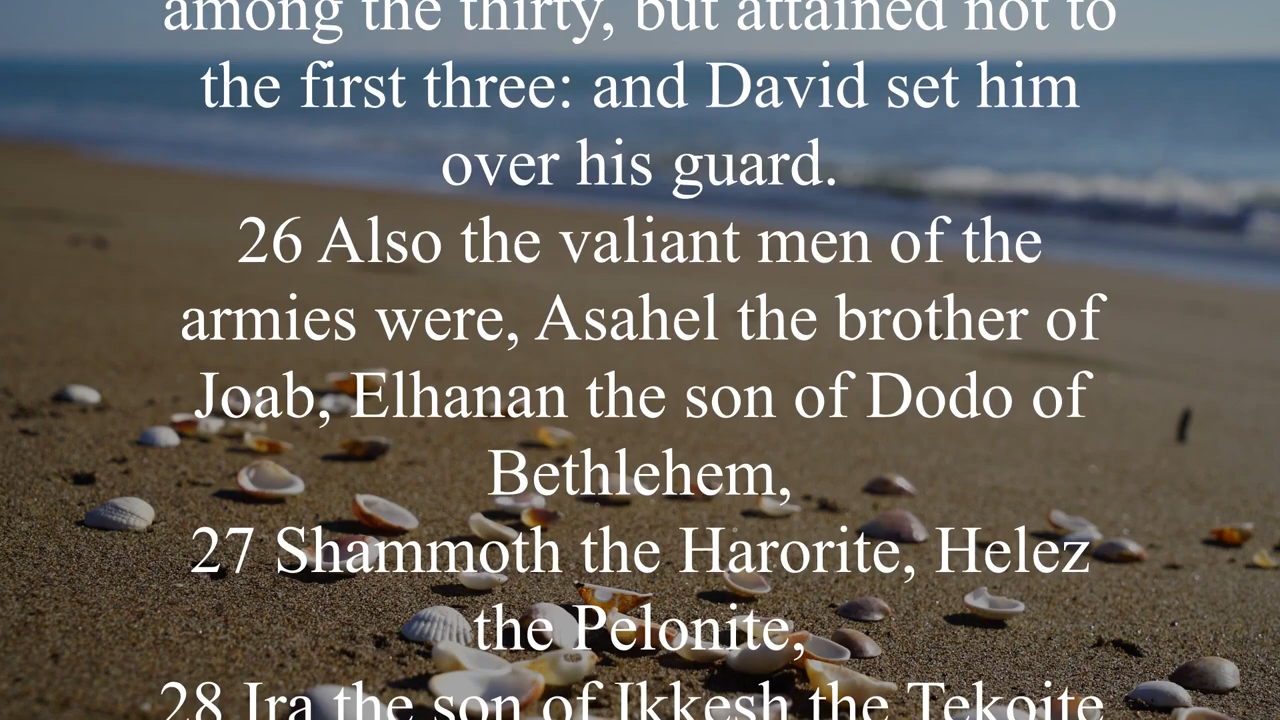 among the thirty, but attained not to
the first three: and David set him
over his guard.
26 Also the valiant men of the
armies were, Asahel the brother of
Joab, Elhanan the son of Dodo of
Bethlehem,
27 Shammoth the Harorite, Helez
the Pelonite,
28 Ira the son of Ikkesh the Tekoite